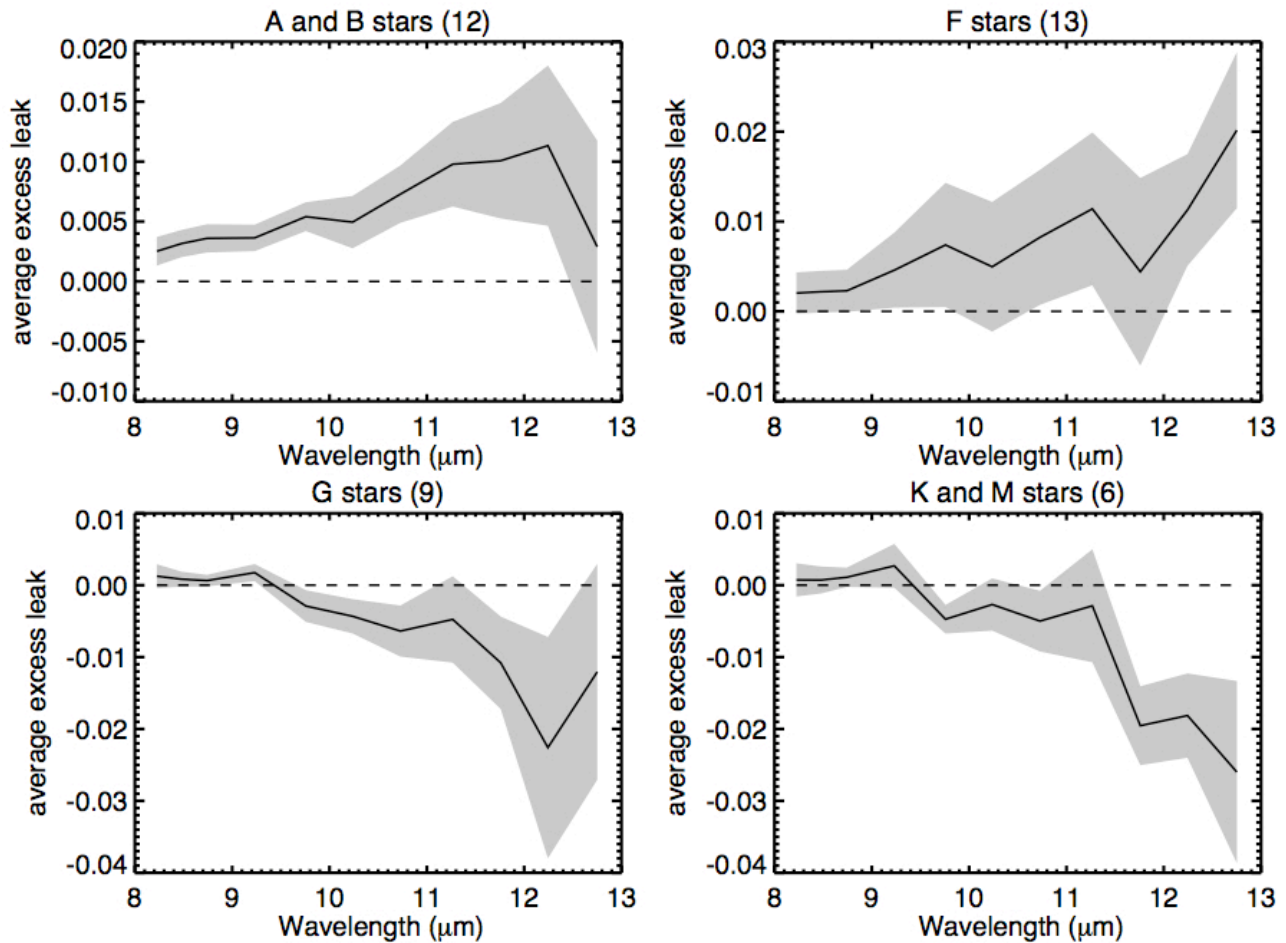 A and B stars (12)
0.020
0.015
0.010
0.005
0.000
-0.005
-0.010
average excess leak
8 9 10 11 12 13
Wavelength (μm)
F stars (13)
0.03
0.02
0.01
0.00
-0.01
average excess leak
8 9 10 11 12 13
Wavelength (μm)
G stars (9)
0.01
0.00
-0.01
-0.02
-0.03
-0.04
average excess leak
8 9 10 11 12 13
Wavelength (μm)
K and M stars (6)
0.01
0.00
-0.01
-0.02
-0.03
-0.04
average excess leak
8 9 10 11 12 13
Wavelength (μm)